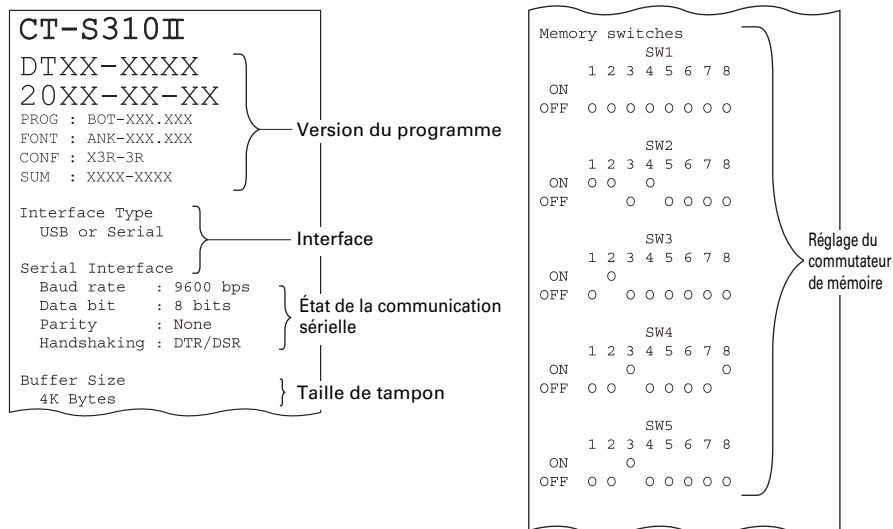 CT-S310Ⅱ
DTXX-XXXX
20XX-XX-XX
PROG : BOT-XXX.XXX
FONT : ANK-XXX.XXX
CONF : X3R-3R
SUM : XXXX-XXXX
Version du programme
Interface Type
USB or Serial
Interface
Serial Interface
Baud rate : 9600 bps
Data bit : 8 bits
Parity : None
Handshaking : DTR/DSR
État de la communication
sérielle
Buffer Size
4K Bytes
Taille de tampon
Memory switches
SW1
1 2 3 4 5 6 7 8
ON
OFF O O O O O O O O
SW2
1 2 3 4 5 6 7 8
ON O O O
OFF O O O O O
SW3
1 2 3 4 5 6 7 8
ON O
OFF O O O O O O O
SW4
1 2 3 4 5 6 7 8
ON O O
OFF O O O O O O
SW5
1 2 3 4 5 6 7 8
ON O
OFF O O O O O O O
Réglage du
commutateur
de mémoire